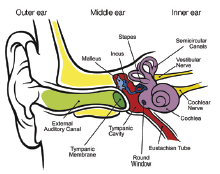 Outer ear
Middle ear
Inner ear
Stapes
Incus
Malleus
Semicircular
Canals
Vestibular
Nerve
Cochlear
Nerve
Cochlea
External
Auditory Canal
Tympanic
Cavity
Tympanic
Membrane
Eustachian Tube
Round
Window